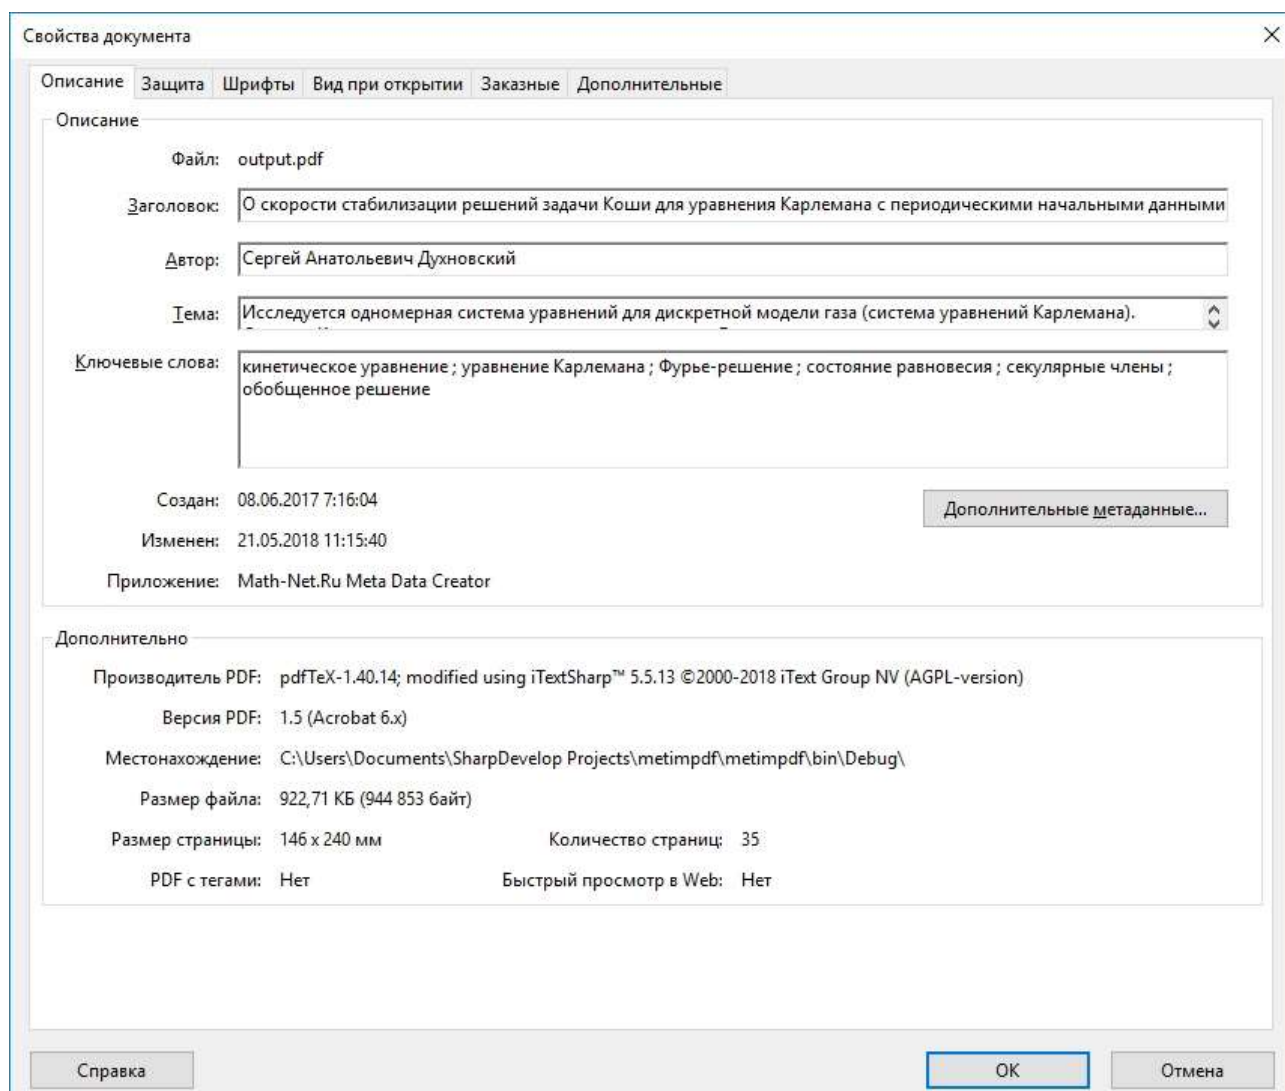 Свойства документа
Описание Защита Шрифты Вид при открытии Заказные Дополнительные
Описание
Файл: output.pdf
Заголовок: О скорости стабилизации решений задачи Коши для уравнения Карлемана с периодическими начальными данными
Автор: Сергей Анатольевич Духновский
Тема: Исследуется одномерная система уравнений для дискретной модели газа (система уравнений Карлемана).
Ключевые слова: кинетическое уравнение ; уравнение Карлемана ; Фурье-решение ; состояние равновесия ; секулярные члены ;
обобщенное решение
Создан: 08.06.2017 7:16:04
Дополнительные метаданные...
Изменен: 21.05.2018 11:15:40
Приложение: Math-Net.Ru Meta Data Creator
Дополнительно
Производитель PDF: pdfTeX-1.40.14; modified using iTextSharp™ 5.5.13 ©2000-2018 iText Group NV (AGPL-version)
Версия PDF: 1.5 (Acrobat 6.x)
Местонахождение: C:\Users\Documents\SharpDevelop Projects\metimpdf\metimpdf\bin\Debug\
Размер файла: 922,71 КБ (944 853 байт)
Размер страницы: 146 x 240 мм Количество страниц: 35
PDF с тегами: Нет Быстрый просмотр в Web: Нет
Справка OK Отмена